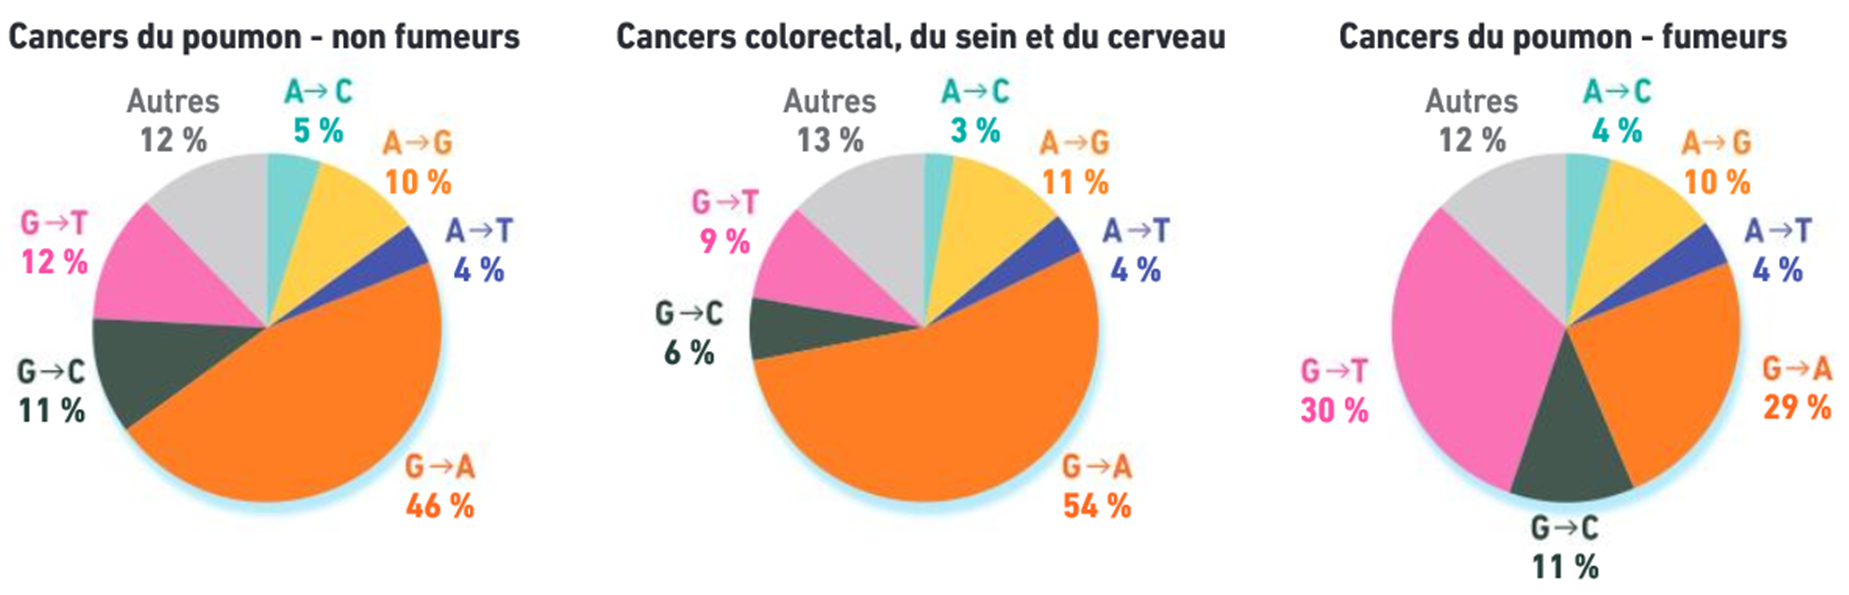 Cancers du poumon - non fumeurs
Autres
12 %
A→C
5 %
A→G
10 %
A→T
4 %
G→A
46 %
G→C
11 %
G→T
12 %
Cancers colorectal, du sein et du cerveau
Autres
13 %
A→C
3 %
A→G
11 %
A→T
4 %
G→A
54 %
G→C
6 %
G→T
9 %
Cancers du poumon - fumeurs
Autres
12 %
A→C
4 %
A→G
10 %
A→T
4 %
G→A
29 %
G→C
11 %
G→T
30 %